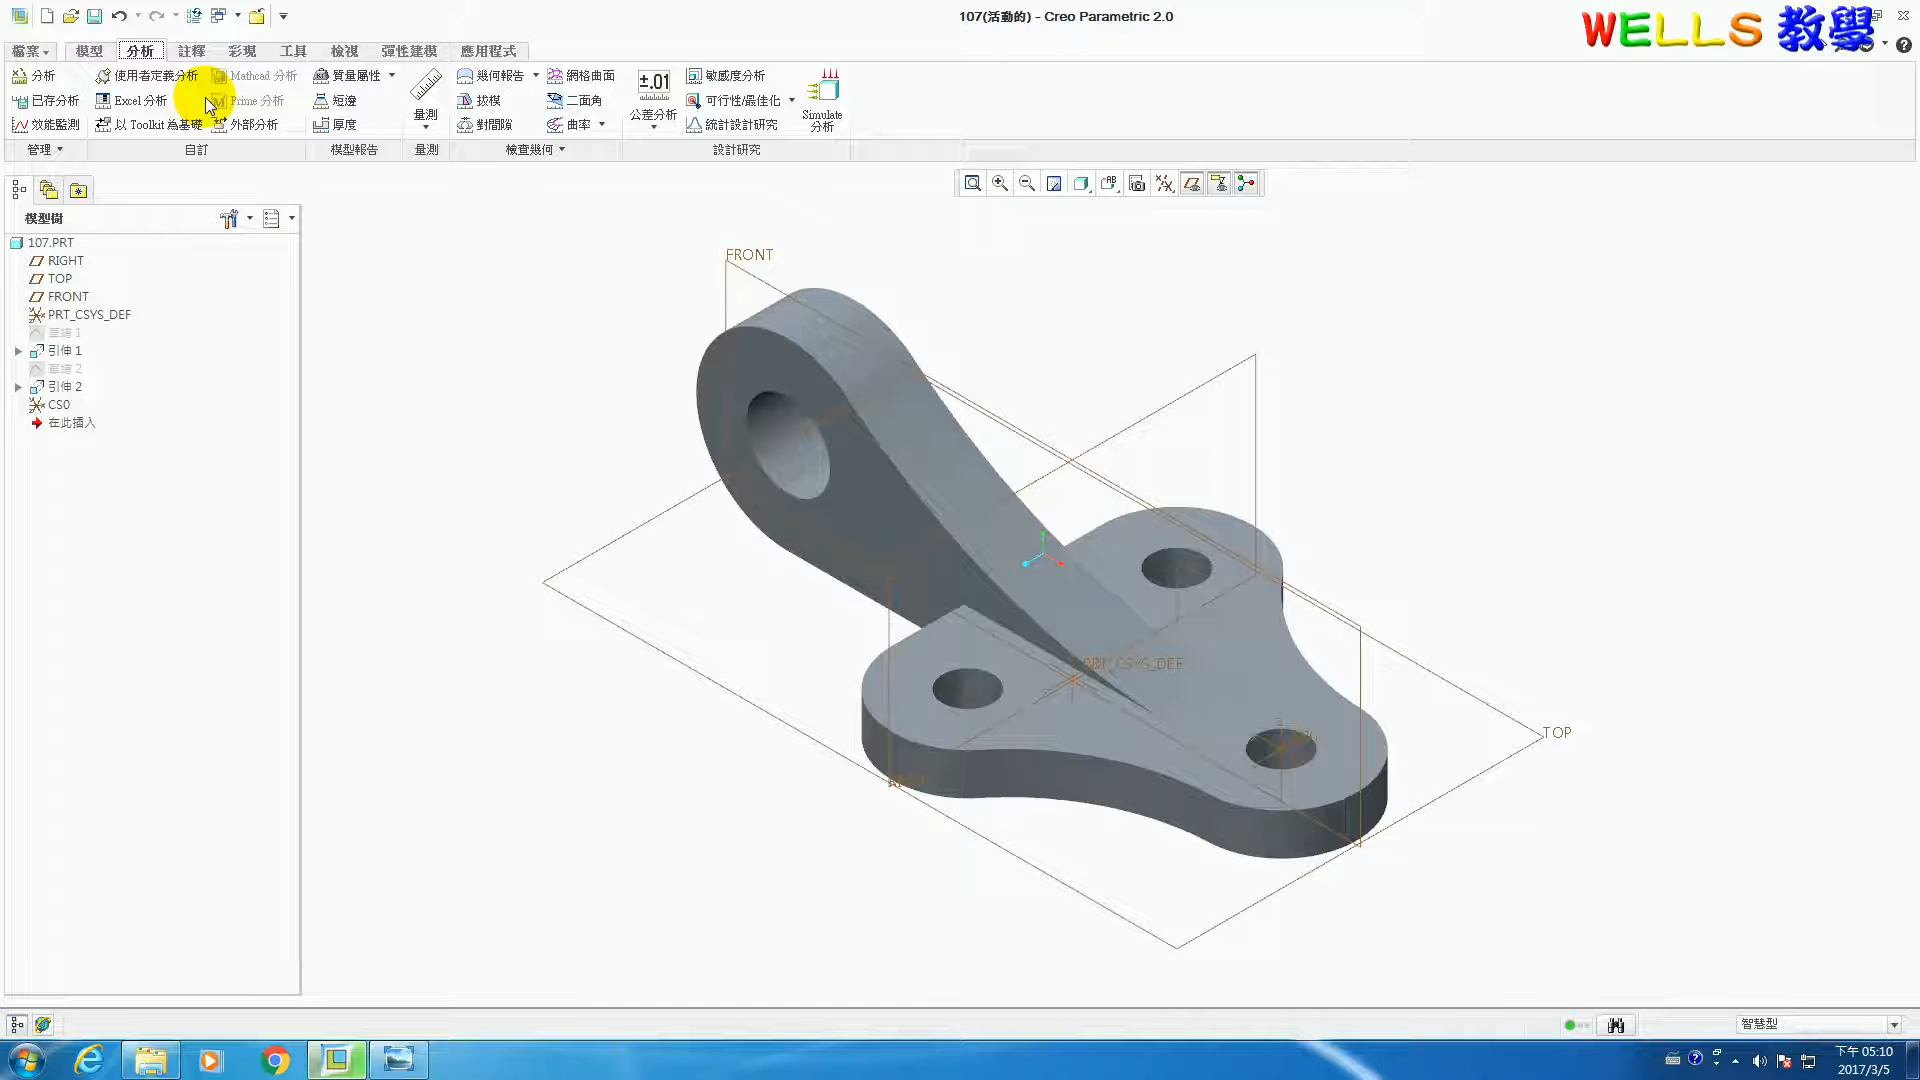 107(活動的) - Creo Parametric 2.0
WELLS 教學
檔案 模型 分析 註釋 彩現 工具 檢視 彈性建模 應用程式
分析 使用者定義分析 Mathcad 分析 質量屬性 幾何報告 網格曲面 敏感度分析
已存分析 Excel 分析 Prime 分析 短邊 拔模 二面角 可行性/最佳化
效能監測 以 Toolkit 為基礎 外部分析 厚度 對間隙 曲率 統計設計研究
量測 ±.01 公差分析 Simulate 分析
管理 自訂 模型報告 量測 檢查幾何 設計研究
模型樹
107.PRT
RIGHT
TOP
FRONT
PRT_CSYS_DEF
草繪 1
引伸 1
草繪 2
引伸 2
CS0
在此插入
FRONT
PRT_CSYS_DEF
TOP
智慧型
下午 05:10
2017/3/5